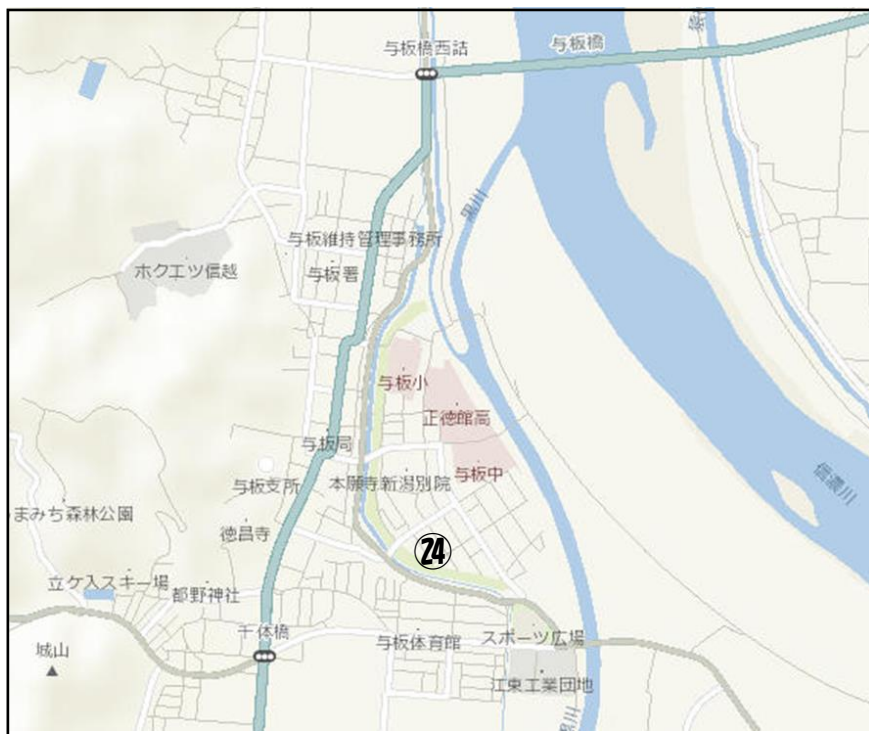 与板橋西詰
与板橋
黒川
与板維持管理事務所
与板署
ホクエツ信越
与板小
正徳館高
与板局
与板中
与板支所
本願寺新潟別院
信濃川
まみち森林公園
徳昌寺
㉔
立ケ入スキー場
都野神社
千体橋
与板体育館
スポーツ広場
城山
江東工業団地
黒川